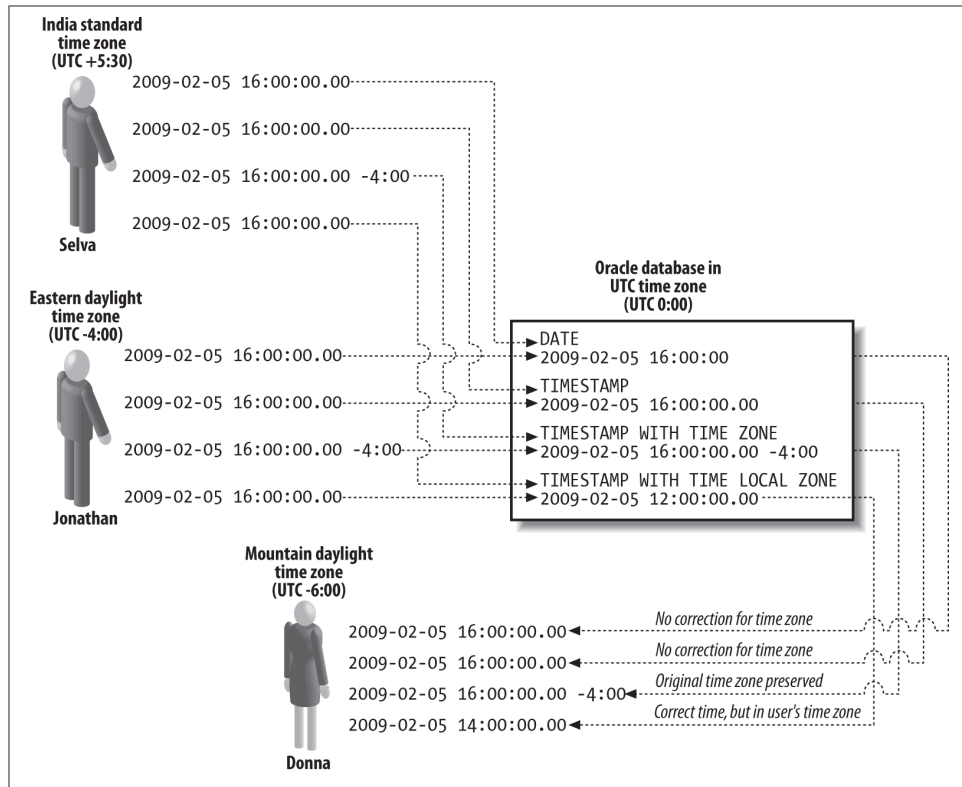 India standard
time zone
(UTC +5:30)
2009-02-05 16:00:00.00
2009-02-05 16:00:00.00
2009-02-05 16:00:00.00 -4:00
2009-02-05 16:00:00.00
Selva
Eastern daylight
time zone
(UTC -4:00)
2009-02-05 16:00:00.00
2009-02-05 16:00:00.00
2009-02-05 16:00:00.00 -4:00
2009-02-05 16:00:00.00
Jonathan
Oracle database in
UTC time zone
(UTC 0:00)
DATE
2009-02-05 16:00:00
TIMESTAMP
2009-02-05 16:00:00.00
TIMESTAMP WITH TIME ZONE
2009-02-05 16:00:00.00 -4:00
TIMESTAMP WITH TIME LOCAL ZONE
2009-02-05 12:00:00.00
Mountain daylight
time zone
(UTC -6:00)
2009-02-05 16:00:00.00 No correction for time zone
2009-02-05 16:00:00.00 No correction for time zone
2009-02-05 16:00:00.00 -4:00 Original time zone preserved
2009-02-05 14:00:00.00 Correct time, but in user's time zone
Donna